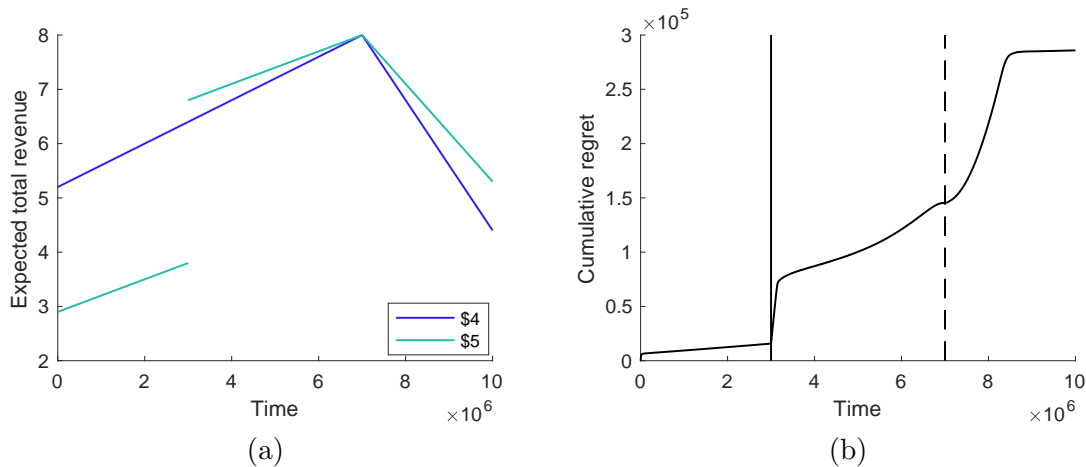 8
7
6
5
4
3
2
Expected total revenue
$4
$5
0 2 4 6 8 10
Time
×10^6
(a)
×10^5
3
2.5
2
1.5
1
0.5
0
Cumulative regret
0 2 4 6 8 10
Time
×10^6
(b)